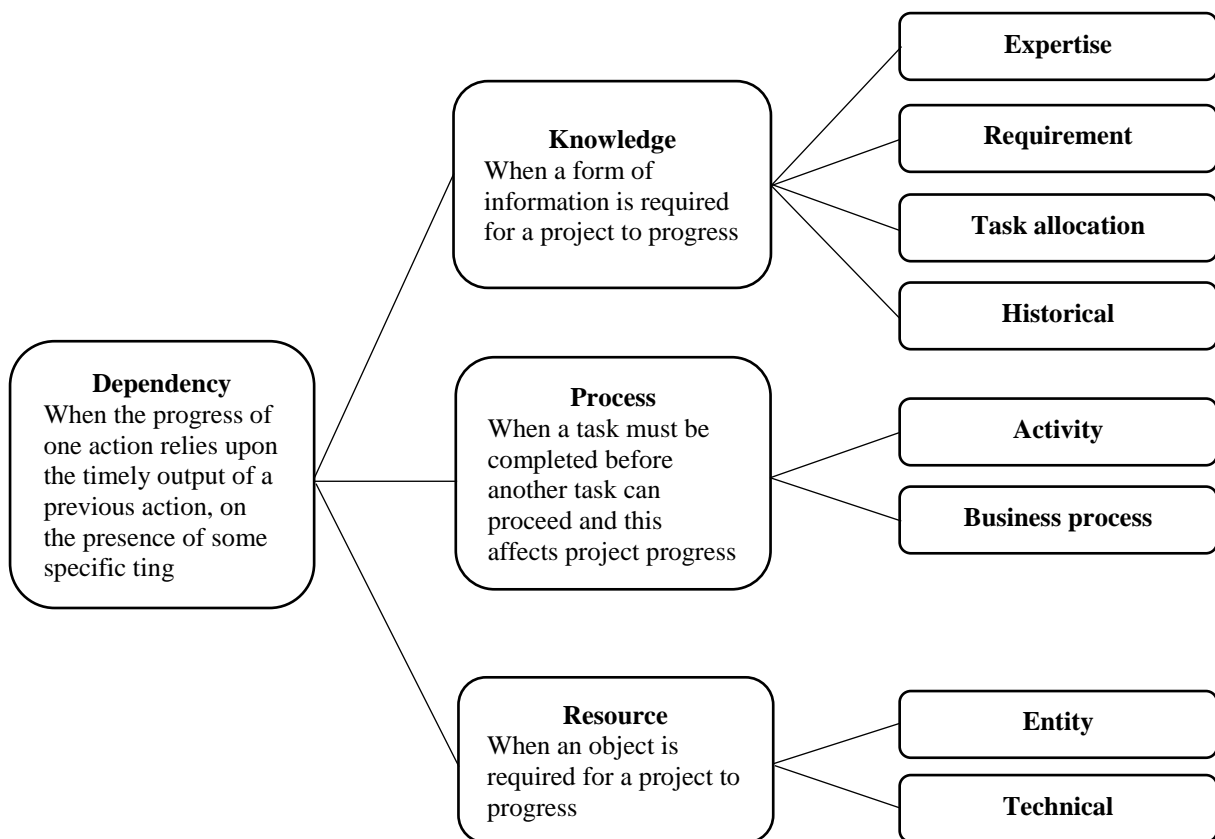 Expertise
Knowledge
When a form of
information is required
for a project to progress
Requirement
Task allocation
Historical
Dependency
When the progress of
one action relies upon
the timely output of a
previous action, on
the presence of some
specific ting
Process
When a task must be
completed before
another task can
proceed and this
affects project progress
Activity
Business process
Resource
When an object is
required for a project to
progress
Entity
Technical